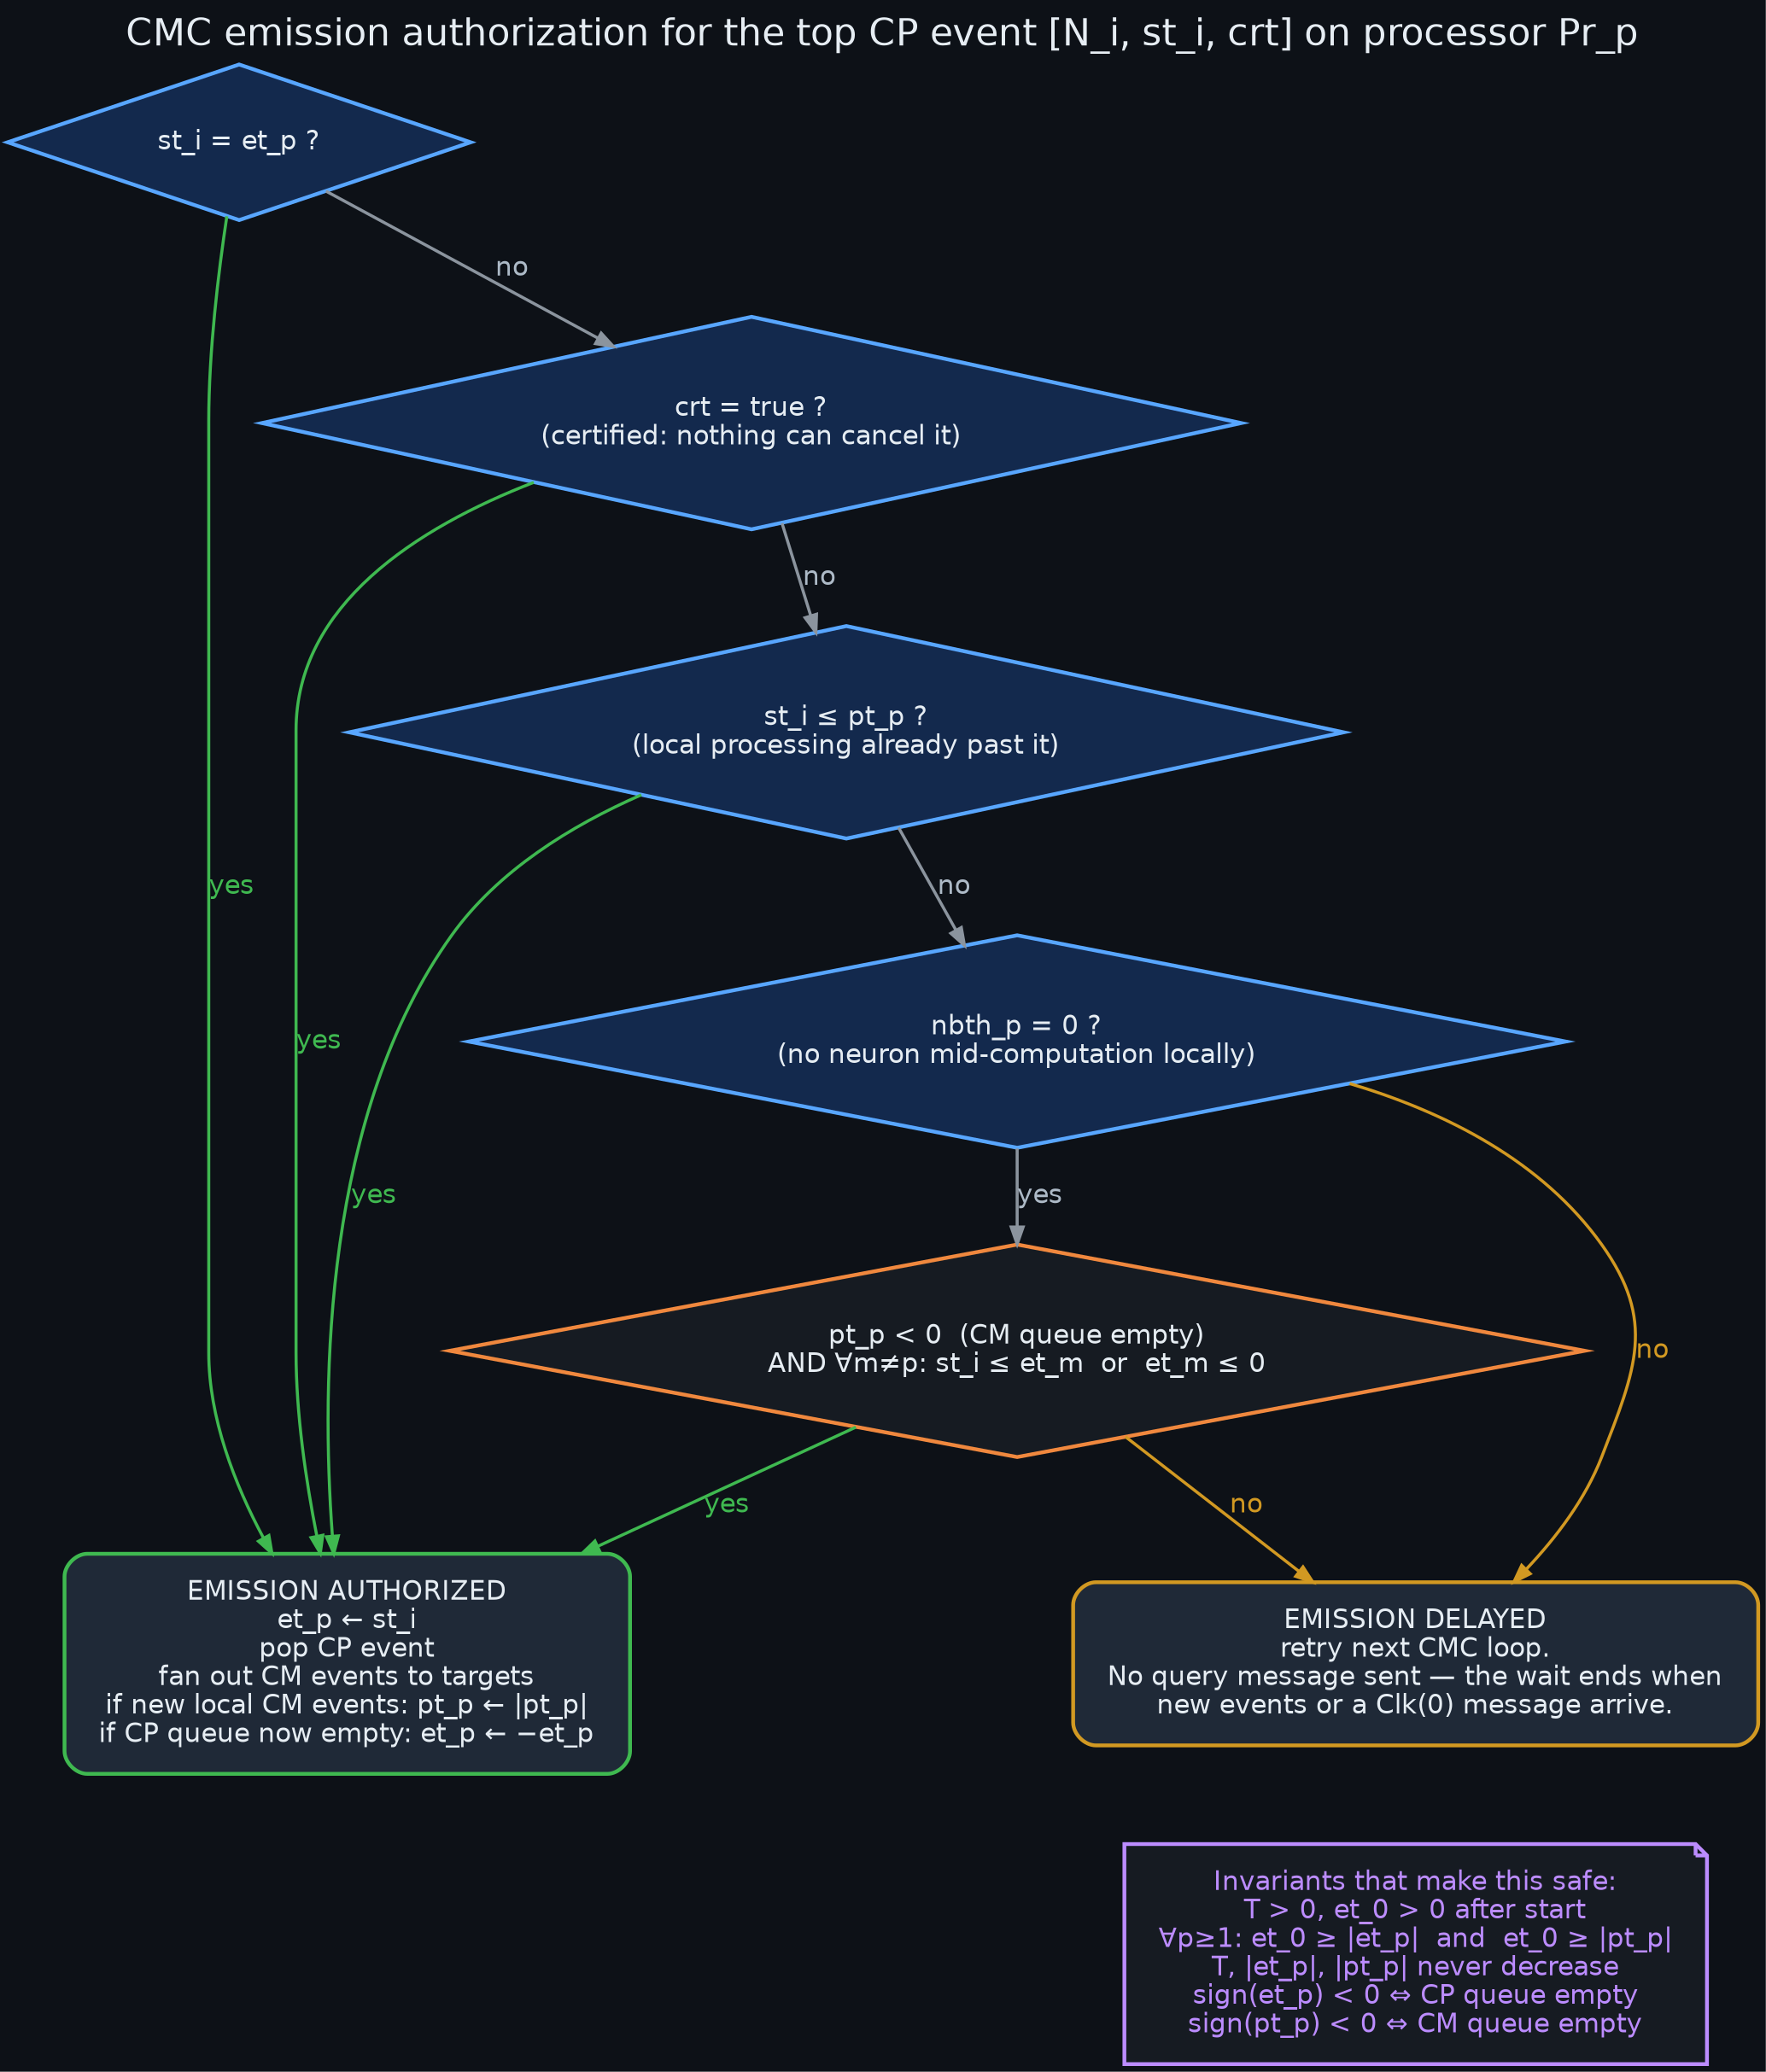 CMC emission authorization for the top CP event [N_i, st_i, crt] on processor Pr_p
st_i = et_p ?
no
crt = true ?
(certified: nothing can cancel it)
no
st_i ≤ pt_p ?
(local processing already past it)
yes
no
nbth_p = 0 ?
(no neuron mid-computation locally)
yes
yes
yes
pt_p < 0  (CM queue empty)
AND ∀m≠p: st_i ≤ et_m  or  et_m ≤ 0
no
yes
no
EMISSION AUTHORIZED
et_p ← st_i
pop CP event
fan out CM events to targets
if new local CM events: pt_p ← |pt_p|
if CP queue now empty: et_p ← −et_p
EMISSION DELAYED
retry next CMC loop.
No query message sent — the wait ends when
new events or a Clk(0) message arrive.
Invariants that make this safe:
T > 0, et_0 > 0 after start
∀p≥1: et_0 ≥ |et_p|  and  et_0 ≥ |pt_p|
T, |et_p|, |pt_p| never decrease
sign(et_p) < 0 ⇔ CP queue empty
sign(pt_p) < 0 ⇔ CM queue empty